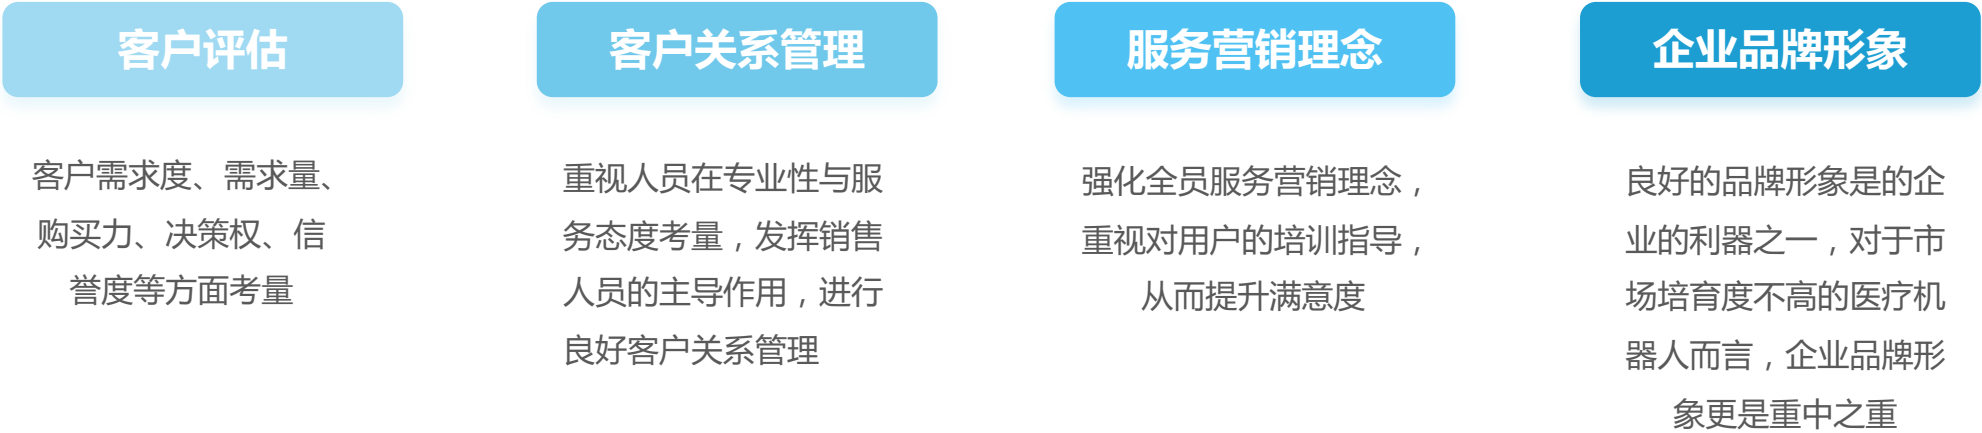 客户评估
客户需求度、需求量、
购买力、决策权、信
誉度等方面考量
客户关系管理
重视人员在专业性与服
务态度考量，发挥销售
人员的主导作用，进行
良好客户关系管理
服务营销理念
强化全员服务营销理念，
重视对用户的培训指导，
从而提升满意度
企业品牌形象
良好的品牌形象是的企
业的利器之一，对于市
场培育度不高的医疗机
器人而言，企业品牌形
象更是重中之重